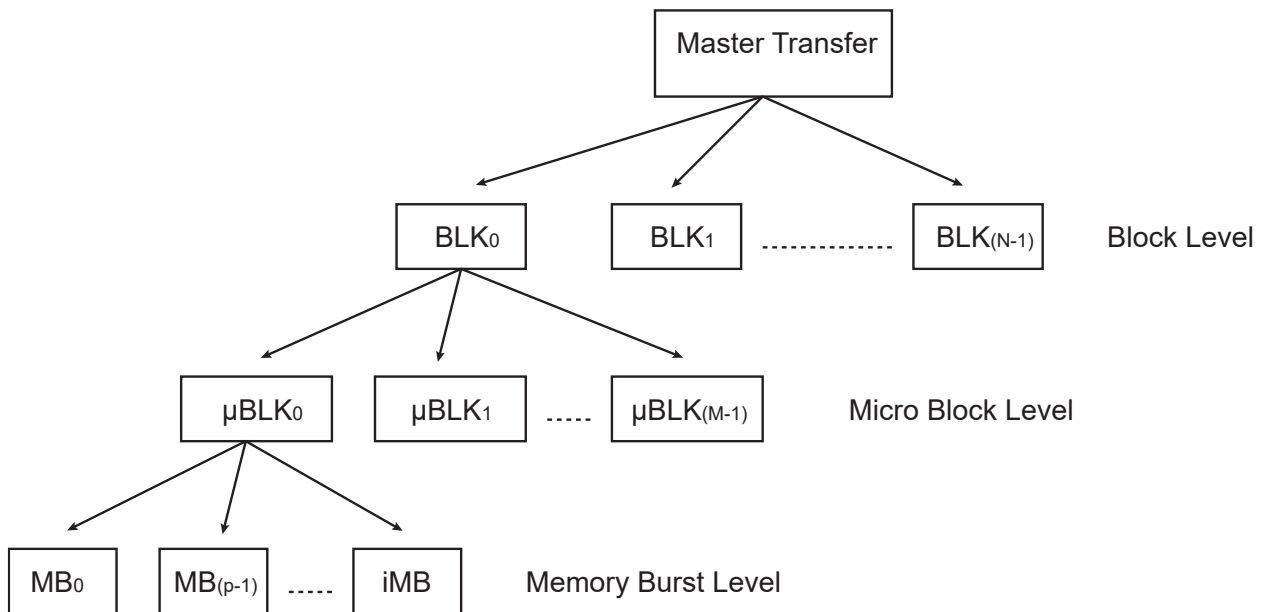 Master Transfer
BLK0 BLK1 BLK(N-1) Block Level
µBLK0 µBLK1 µBLK(M-1) Micro Block Level
MB0 MB(p-1) iMB Memory Burst Level